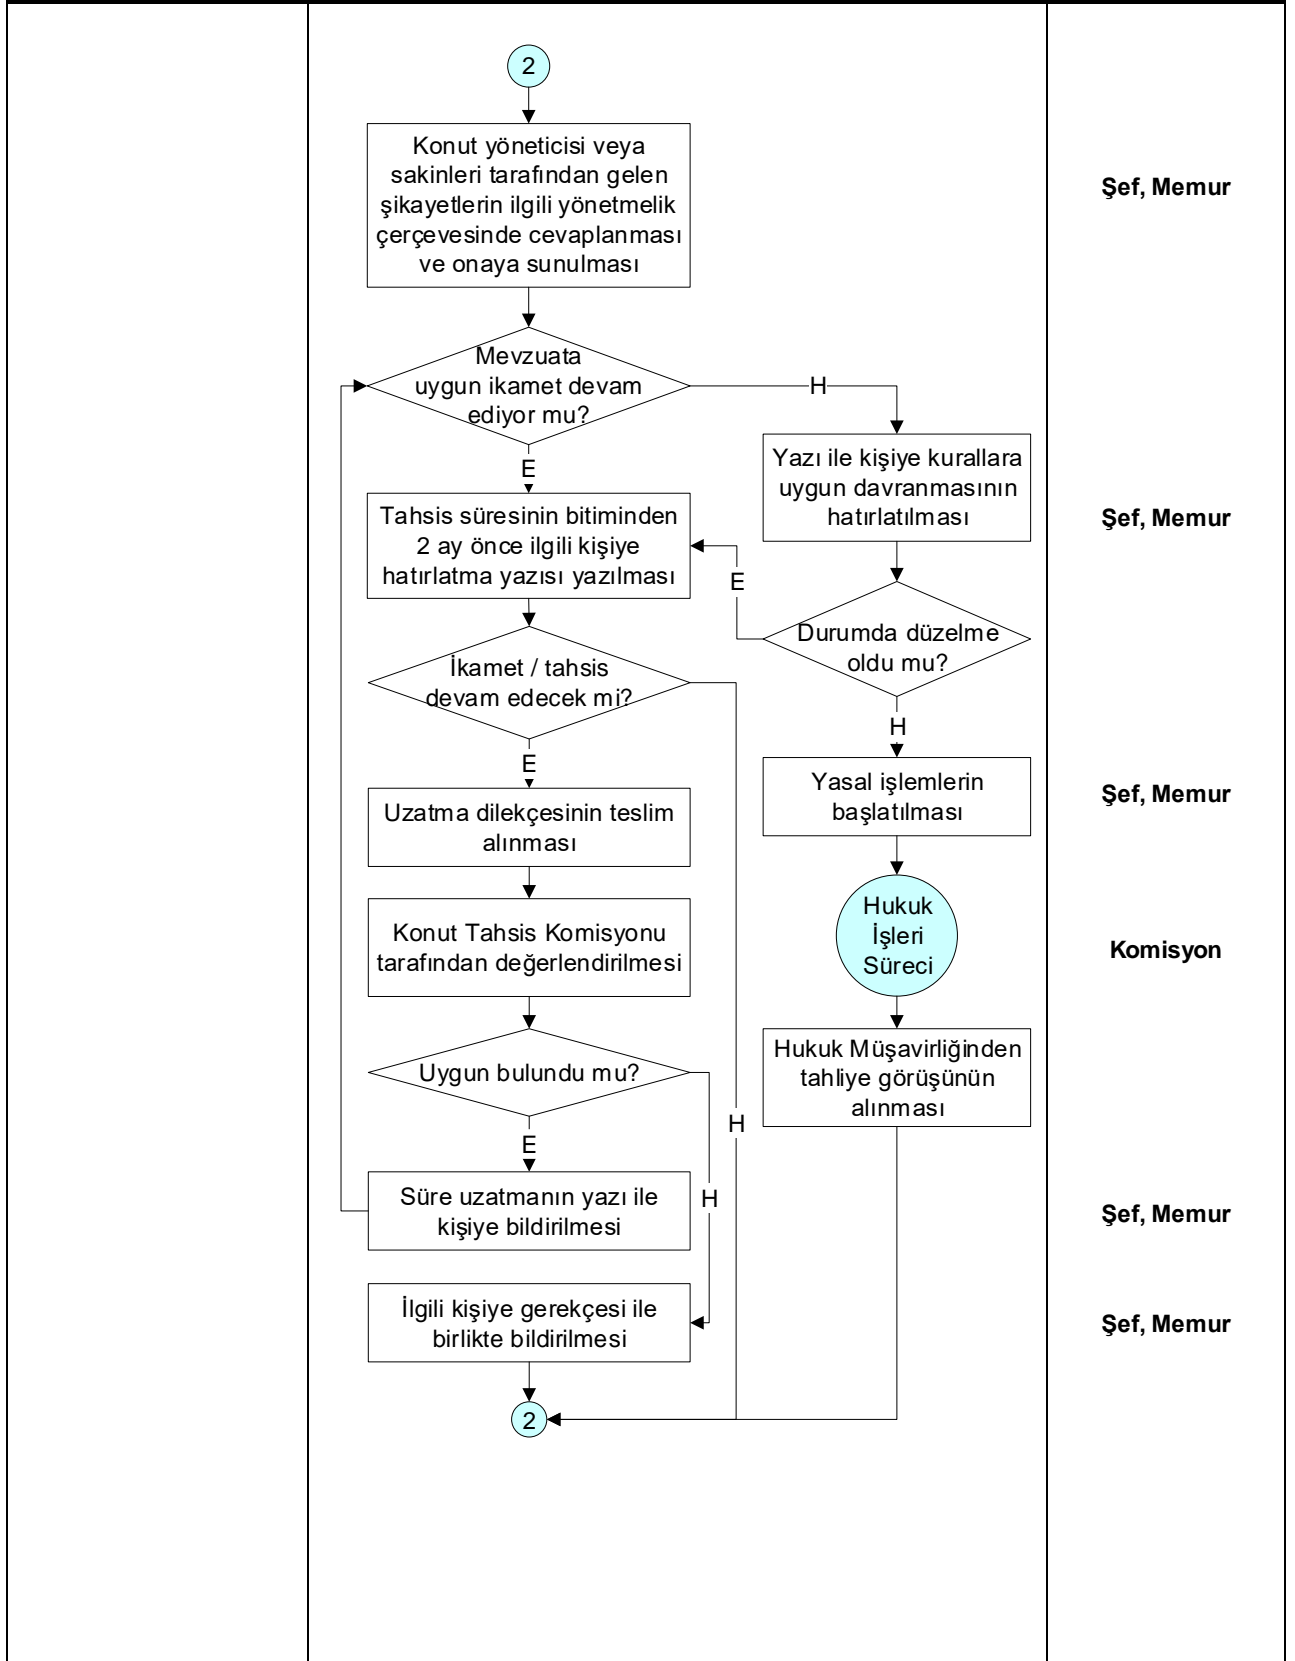 2
Konut yöneticisi veya
sakinleri tarafından gelen
şikayetlerin ilgili yönetmelik
çerçevesinde cevaplanması
ve onaya sunulması
Şef, Memur
Mevzuata
uygun ikamet devam
ediyor mu?
H
E
Yazı ile kişiye kurallara
uygun davranmasının
hatırlatılması
Tahsis süresinin bitiminden
2 ay önce ilgili kişiye
hatırlatma yazısı yazılması
Şef, Memur
E
Durumda düzelme
oldu mu?
İkamet / tahsis
devam edecek mi?
H
E
Yasal işlemlerin
başlatılması
Şef, Memur
Uzatma dilekçesinin teslim
alınması
Hukuk
İşleri
Süreci
Konut Tahsis Komisyonu
tarafından değerlendirilmesi
Komisyon
Hukuk Müşavirliğinden
tahliye görüşünün
alınması
Uygun bulundu mu?
H
E
H
Süre uzatmanın yazı ile
kişiye bildirilmesi
Şef, Memur
İlgili kişiye gerekçesi ile
birlikte bildirilmesi
Şef, Memur
2